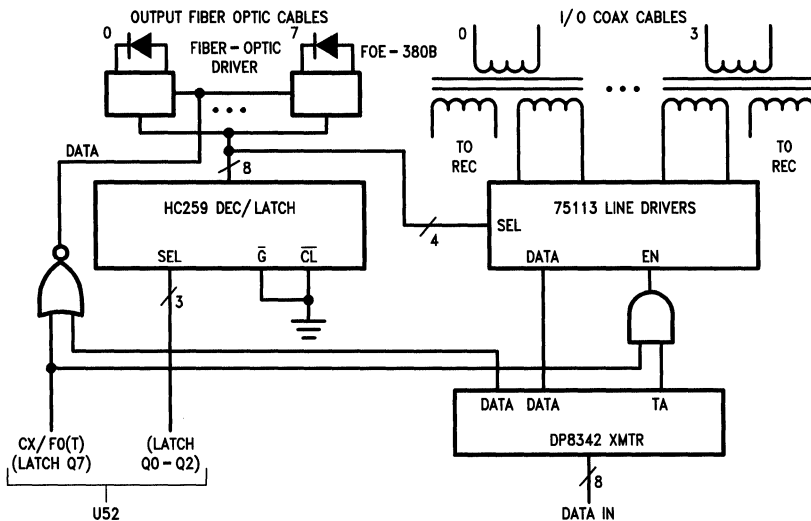 OUTPUT FIBER OPTIC CABLES
I/O COAX CABLES
0
7
0
3
FIBER-OPTIC
DRIVER
FOE-380B
...
...
DATA
TO
REC
TO
REC
8
HC259 DEC/LATCH
SEL
G
CL
75113 LINE DRIVERS
SEL
4
DATA
EN
3
DATA
DATA
TA
DP8342 XMTR
CX/FO(T)
(LATCH Q7)
(LATCH
Q0-Q2)
8
U52
DATA IN